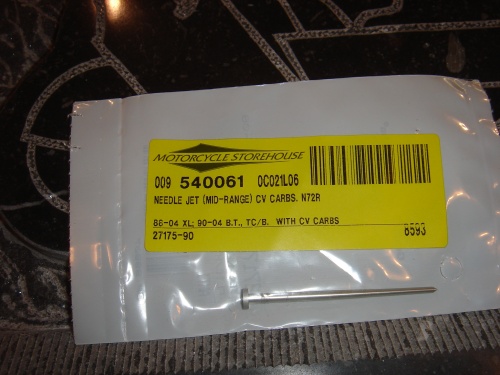 MOTORCYCLE STOREHOUSE
009 540061 0C021L06
NEEDLE JET (MID-RANGE) CV CARBS. N72R
88-04 XL; 90-04 B.T., TC/B. WITH CV CARBS
27175-90 8593